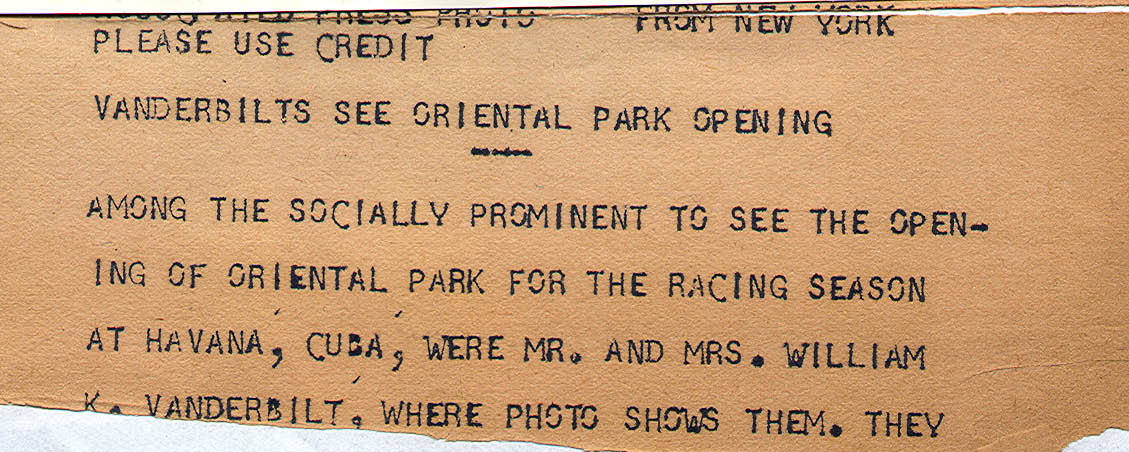 PRESS PHOTO FROM NEW YORK
PLEASE USE CREDIT
VANDERBILTS SEE ORIENTAL PARK OPENING
AMONG THE SOCIALLY PROMINENT TO SEE THE OPEN-
ING OF ORIENTAL PARK FOR THE RACING SEASON
AT HAVANA, CUBA, WERE MR. AND MRS. WILLIAM
K. VANDERBILT, WHERE PHOTO SHOWS THEM. THEY